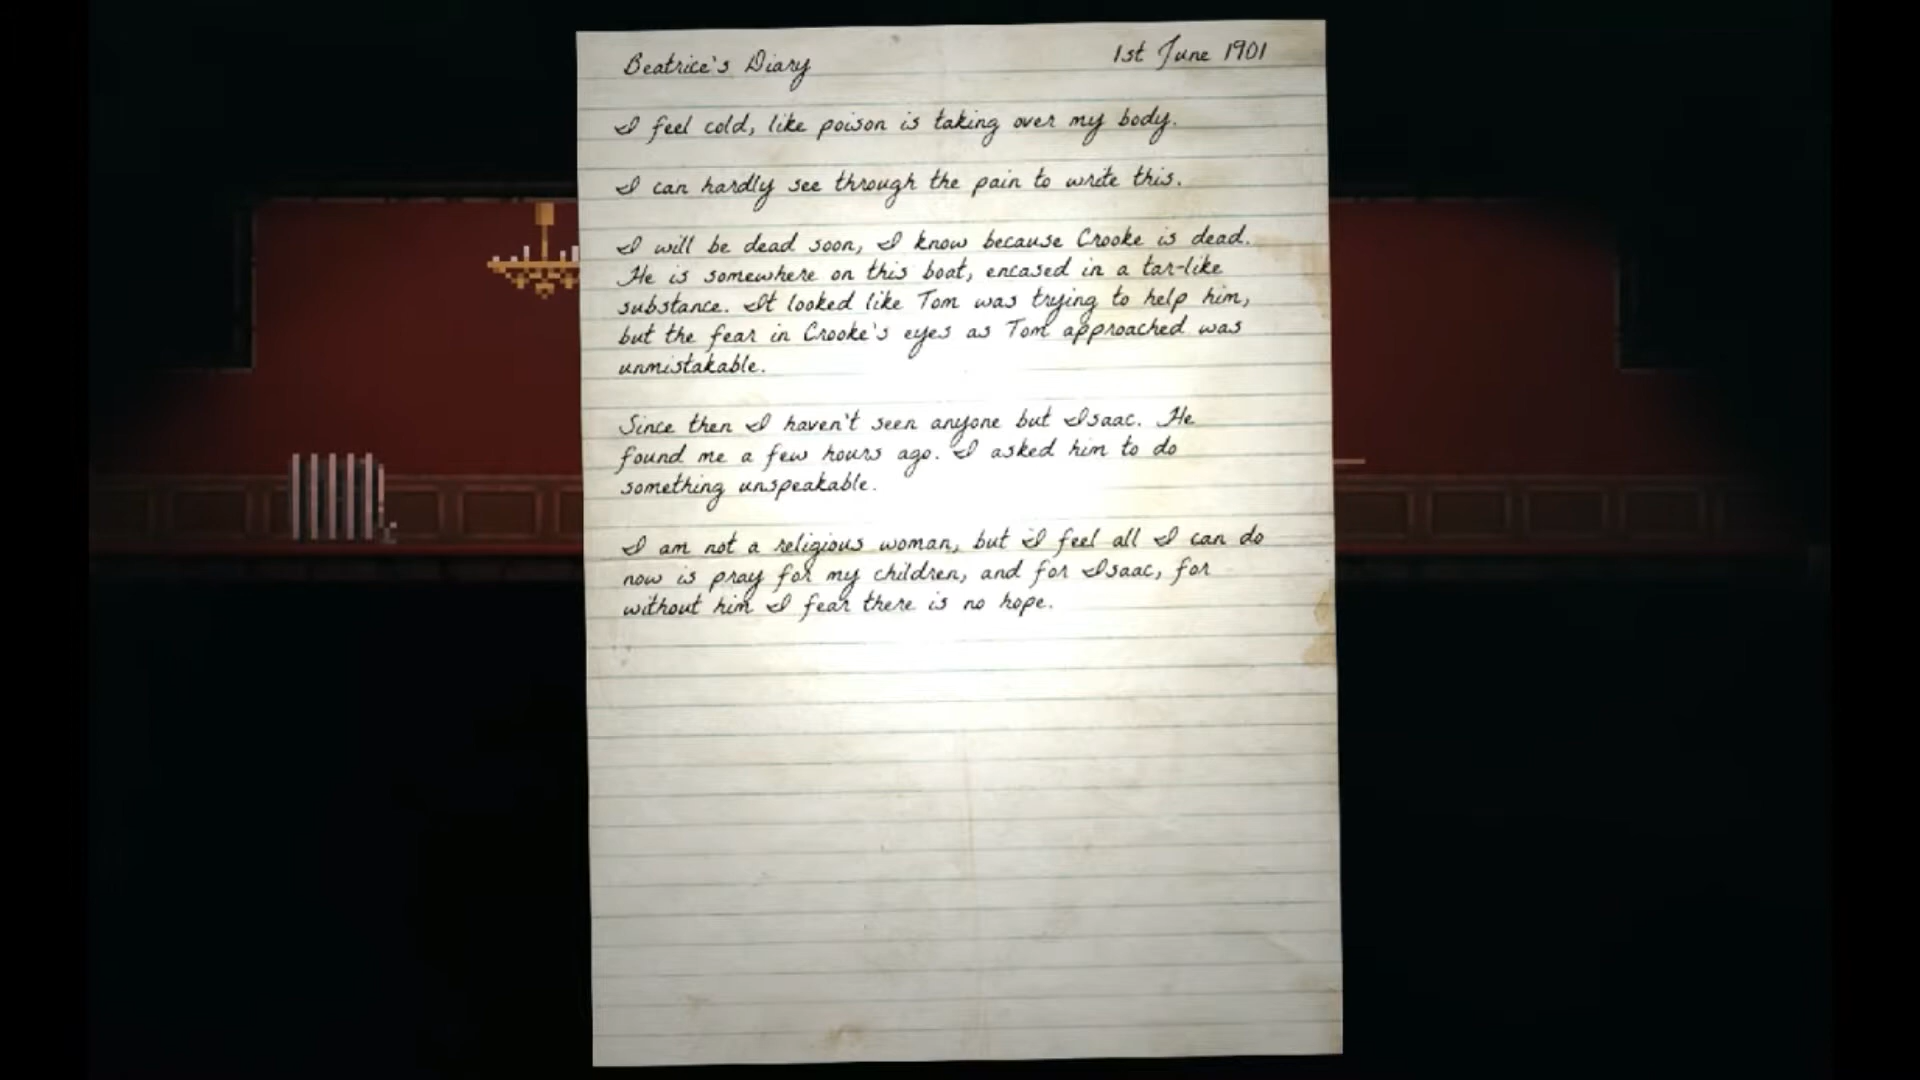 Beatrice's Diary
1st June 1901
I feel cold, like poison is taking over my body.
I can hardly see through the pain to write this.
I will be dead soon, I know because Crooke is dead.
He is somewhere on this boat, encased in a tar-like
substance. It looked like Tom was trying to help him,
but the fear in Crooke's eyes as Tom approached was
unmistakable.
Since then I haven't seen anyone but Isaac. He
found me a few hours ago. I asked him to do
something unspeakable.
I am not a religious woman, but I feel all I can do
now is pray for my children, and for Isaac, for
without him I fear there is no hope.